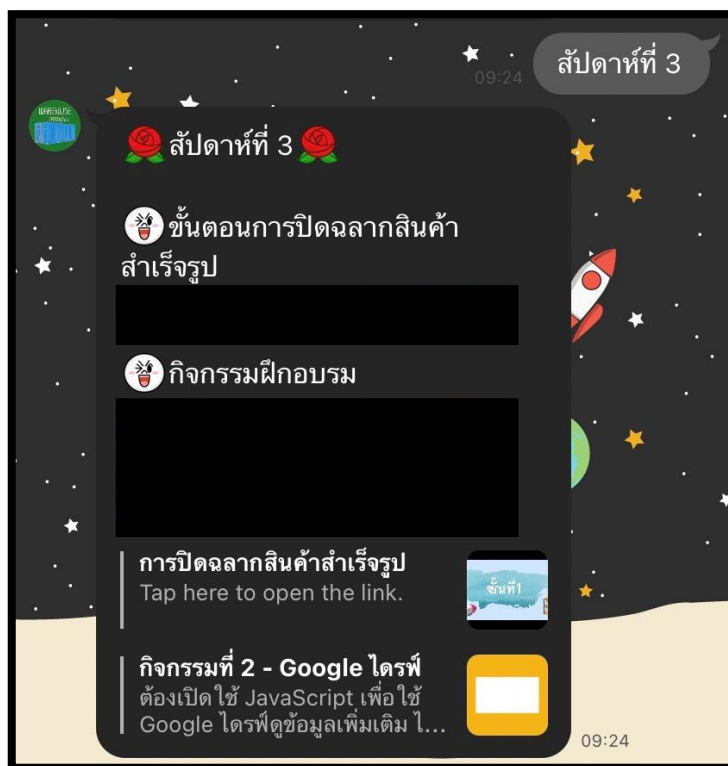 สัปดาห์ที่ 3
09:24
WAREHOUSE
สัปดาห์ที่ 3
ขั้นตอนการปิดฉลากสินค้า
สำเร็จรูป
กิจกรรมฝึกอบรม
การปิดฉลากสินค้าสำเร็จรูป
Tap here to open the link.
ชั้นที่1
กิจกรรมที่ 2 - Google ไดรฟ์
ต้องเปิดใช้ JavaScript เพื่อใช้
Google ไดรฟ์ดูข้อมูลเพิ่มเติม ไ...
09:24